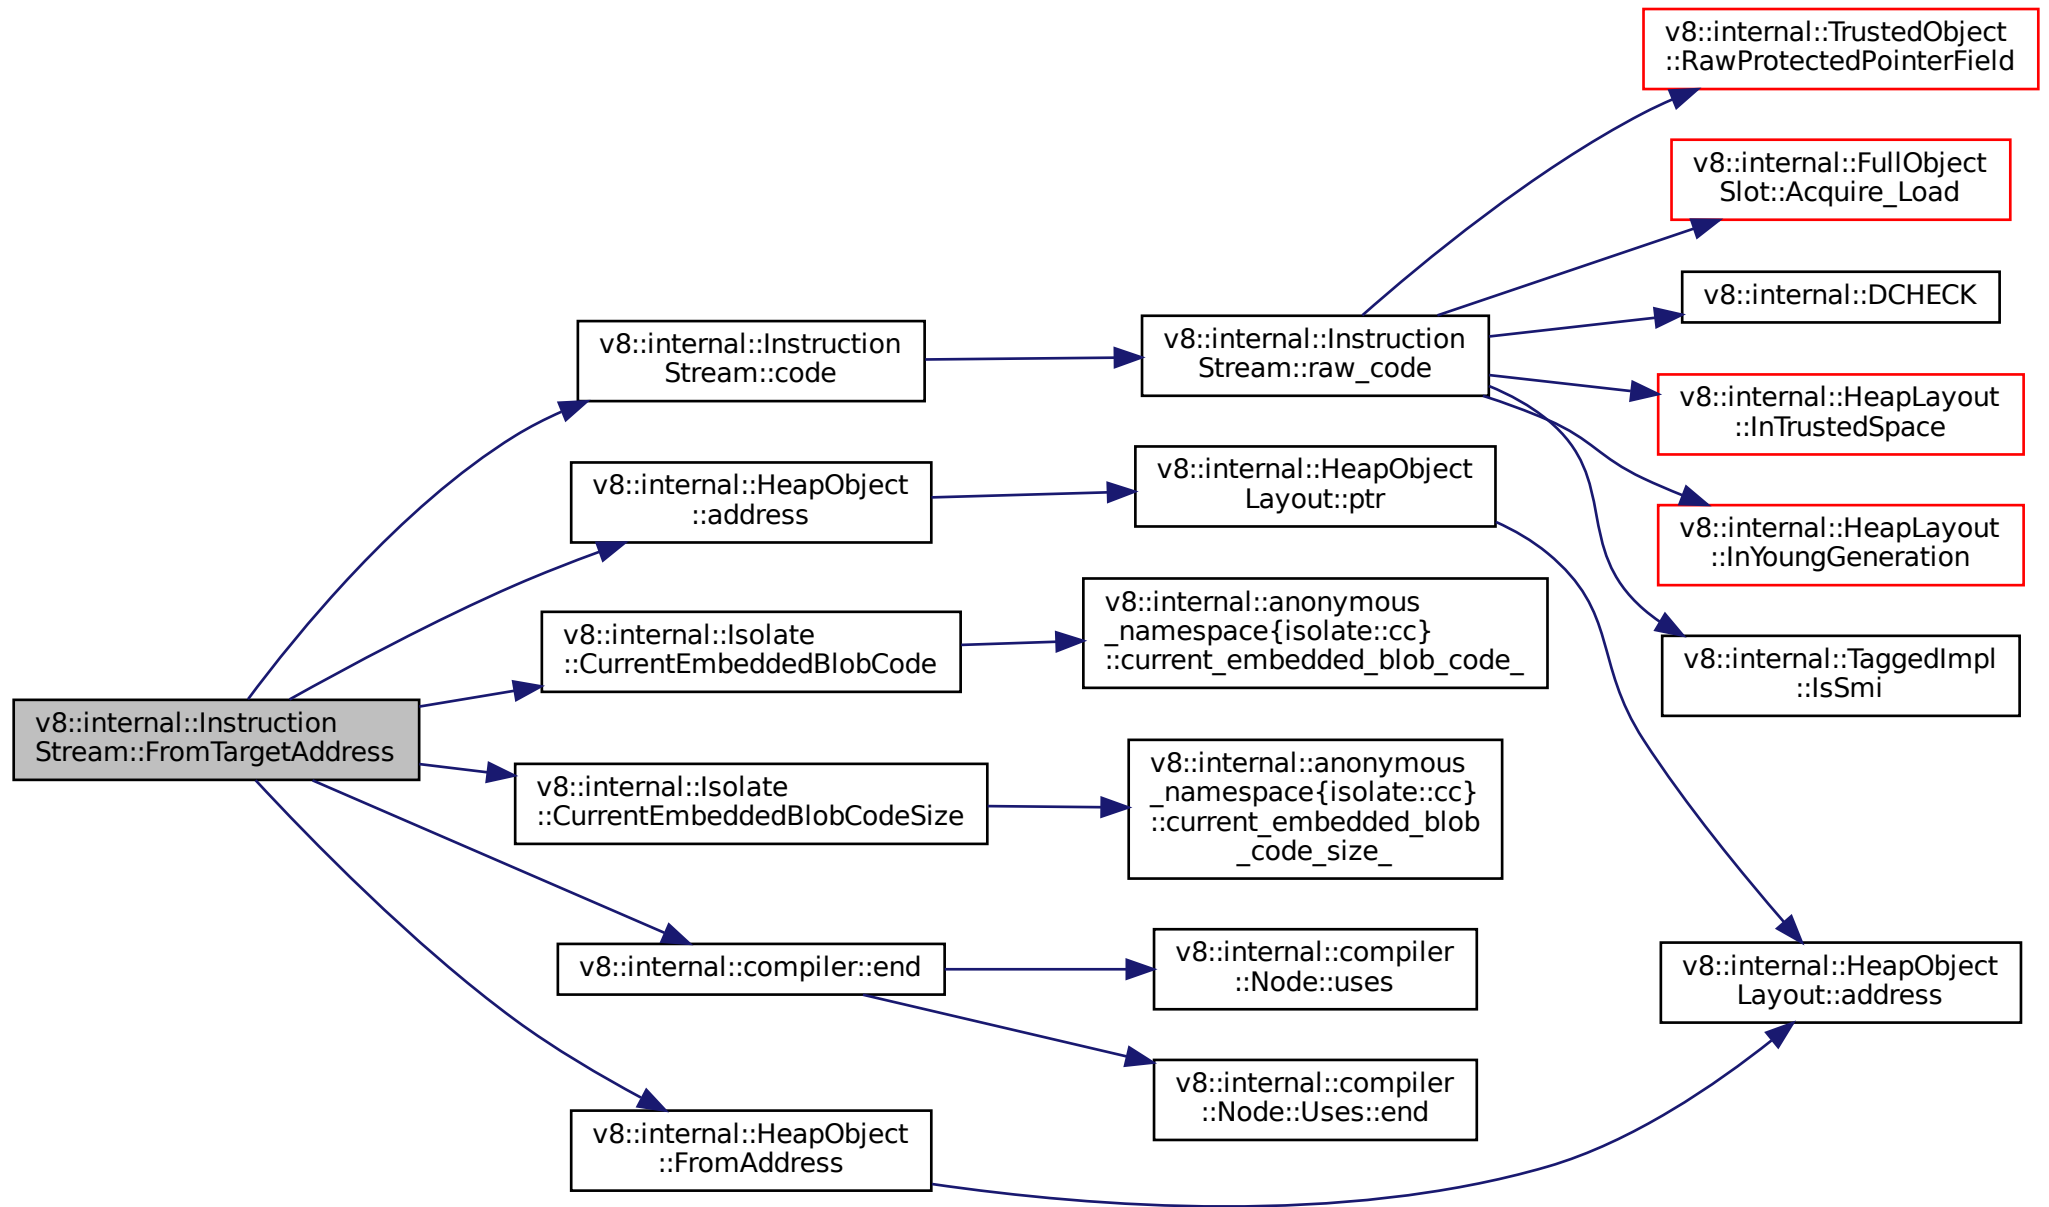 v8::internal::TrustedObject
::RawProtectedPointerField
v8::internal::FullObject
Slot::Acquire_Load
v8::internal::DCHECK
v8::internal::Instruction
Stream::code
v8::internal::Instruction
Stream::raw_code
v8::internal::HeapLayout
::InTrustedSpace
v8::internal::HeapObject
::address
v8::internal::HeapObject
Layout::ptr
v8::internal::HeapLayout
::InYoungGeneration
v8::internal::Isolate
::CurrentEmbeddedBlobCode
v8::internal::anonymous
_namespace{isolate::cc}
::current_embedded_blob_code_
v8::internal::TaggedImpl
::IsSmi
v8::internal::Instruction
Stream::FromTargetAddress
v8::internal::Isolate
::CurrentEmbeddedBlobCodeSize
v8::internal::anonymous
_namespace{isolate::cc}
::current_embedded_blob
_code_size_
v8::internal::compiler::end
v8::internal::compiler
::Node::uses
v8::internal::HeapObject
Layout::address
v8::internal::compiler
::Node::Uses::end
v8::internal::HeapObject
::FromAddress